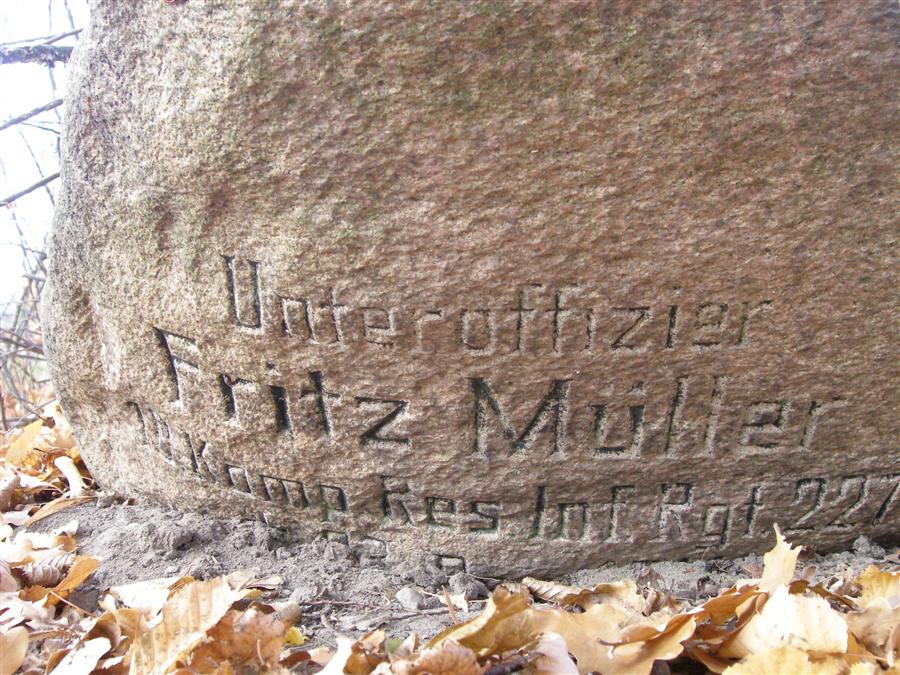 Unteroffizier
Fritz Müller
Komp Res Inf Rgt 227